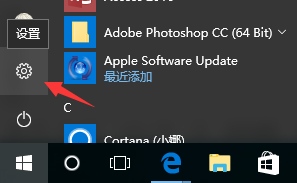 设置
Adobe Photoshop CC (64 Bit)
Apple Software Update
最近添加
C
Cortana (小娜)